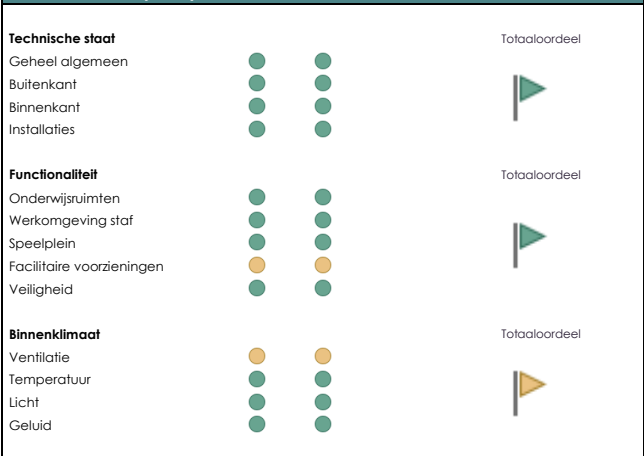 Technische staat Totaaloordeel
Geheel algemeen
Buitenkant
Binnenkant
Installaties
Functionaliteit Totaaloordeel
Onderwijsruimten
Werkomgeving staf
Speelplein
Facilitaire voorzieningen
Veiligheid
Binnenklimaat Totaaloordeel
Ventilatie
Temperatuur
Licht
Geluid